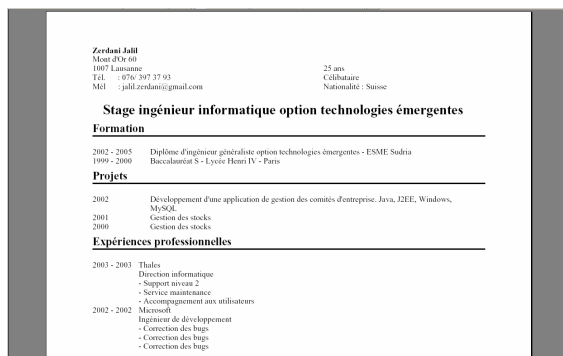 Zerdani Jalil
Mont d'Or 60
1007 Lausanne 25 ans
Tél. : 076/ 397 37 93 Célibataire
Mél : jalil.zerdani@gmail.com Nationalité : Suisse
Stage ingénieur informatique option technologies émergentes
Formation
2002 - 2005 Diplôme d'ingénieur généraliste option technologies émergentes - ESME Sudria
1999 - 2000 Baccalauréat S - Lycée Henri IV - Paris
Projets
2002 Développement d'une application de gestion des comités d'entreprise. Java, J2EE, Windows,
MySQL
2001 Gestion des stocks
2000 Gestion des stocks
Expériences professionnelles
2003 - 2003 Thales
Direction informatique
- Support niveau 2
- Service maintenance
- Accompagnement aux utilisateurs
2002 - 2002 Microsoft
Ingénieur de développement
- Correction des bugs
- Correction des bugs
- Correction des bugs